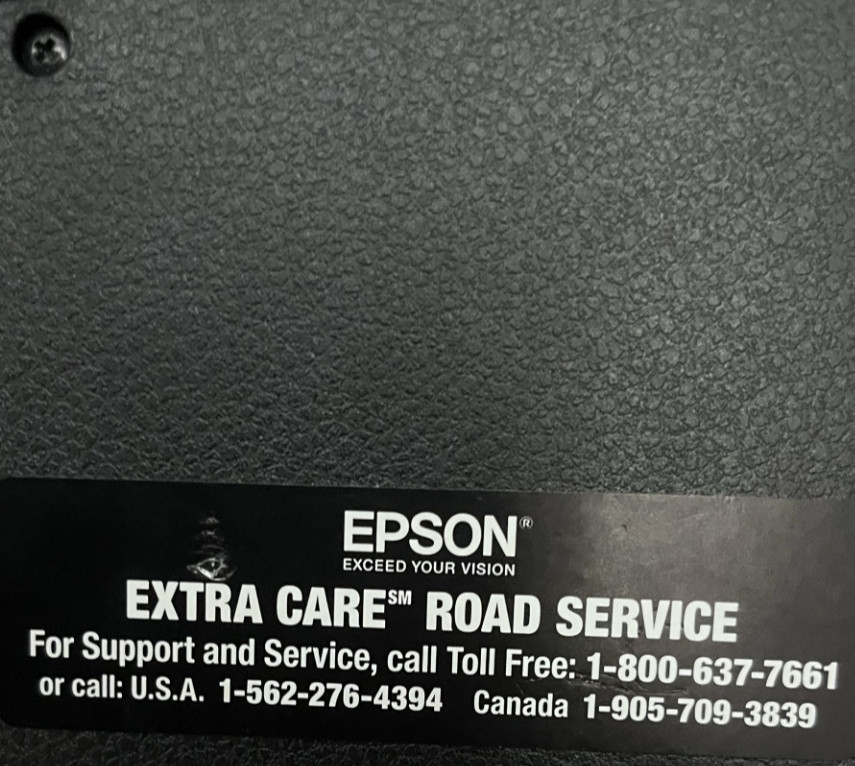 EPSON®
EXCEED YOUR VISION
EXTRA CARE℠ ROAD SERVICE
For Support and Service, call Toll Free: 1-800-637-7661
or call: U.S.A. 1-562-276-4394 Canada 1-905-709-3839